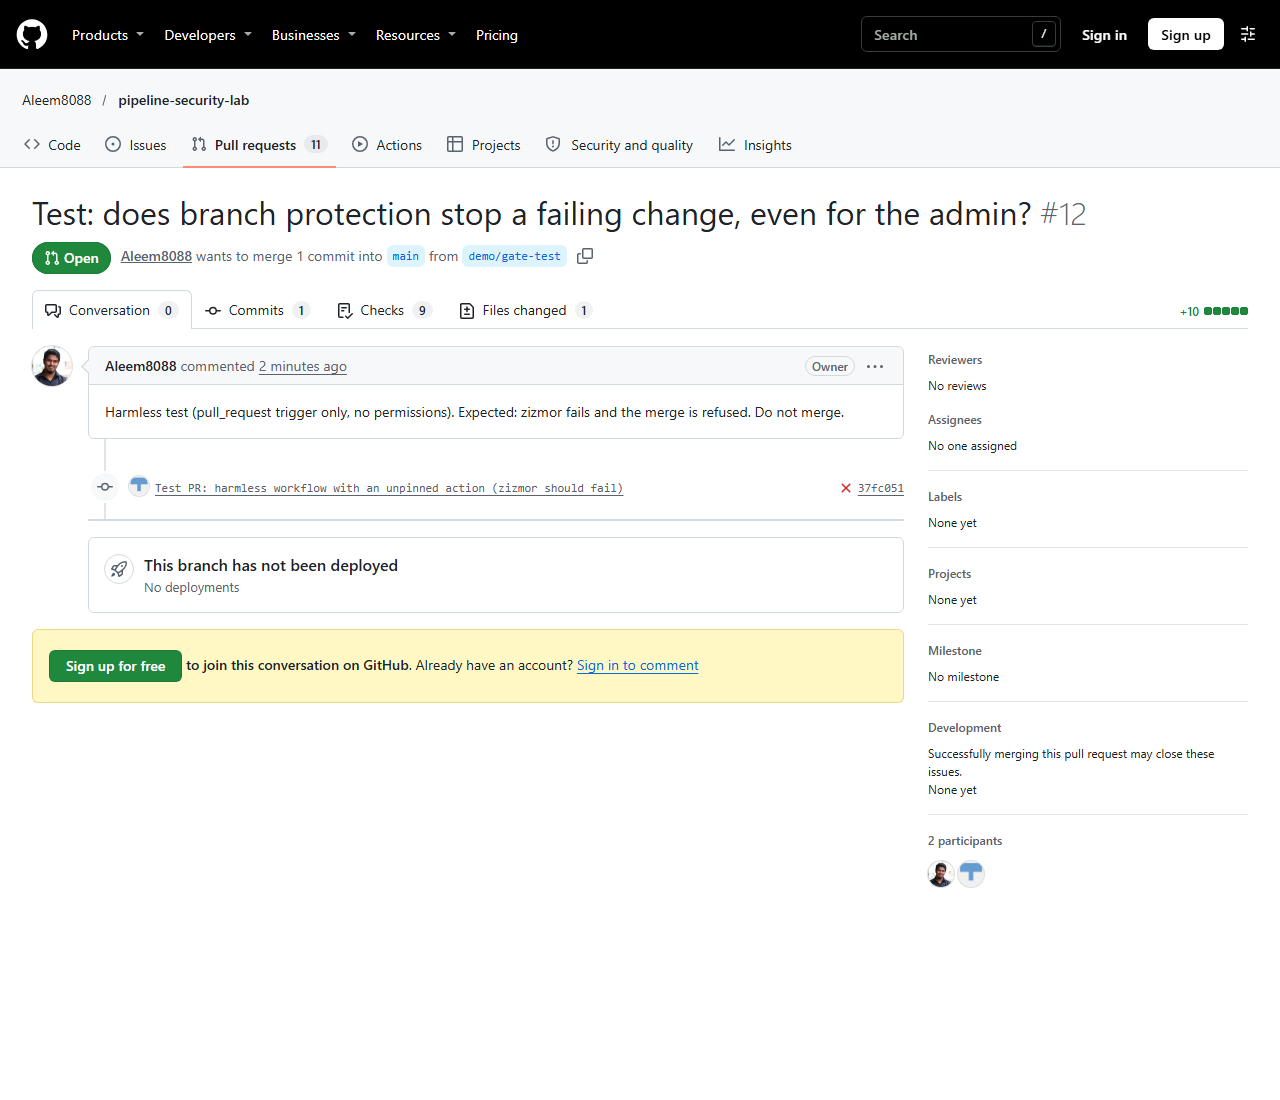 Products Developers Businesses Resources Pricing Search / Sign in Sign up
Aleem8088 / pipeline-security-lab
Code Issues Pull requests 11 Actions Projects Security and quality Insights
Test: does branch protection stop a failing change, even for the admin? #12
Open Aleem8088 wants to merge 1 commit into main from demo/gate-test
Conversation 0 Commits 1 Checks 9 Files changed 1 +10
Aleem8088 commented 2 minutes ago Owner
Harmless test (pull_request trigger only, no permissions). Expected: zizmor fails and the merge is refused. Do not merge.
Test PR: harmless workflow with an unpinned action (zizmor should fail) 37fc051
This branch has not been deployed
No deployments
Sign up for free to join this conversation on GitHub. Already have an account? Sign in to comment
Reviewers
No reviews
Assignees
No one assigned
Labels
None yet
Projects
None yet
Milestone
No milestone
Development
Successfully merging this pull request may close these
issues.
None yet
2 participants